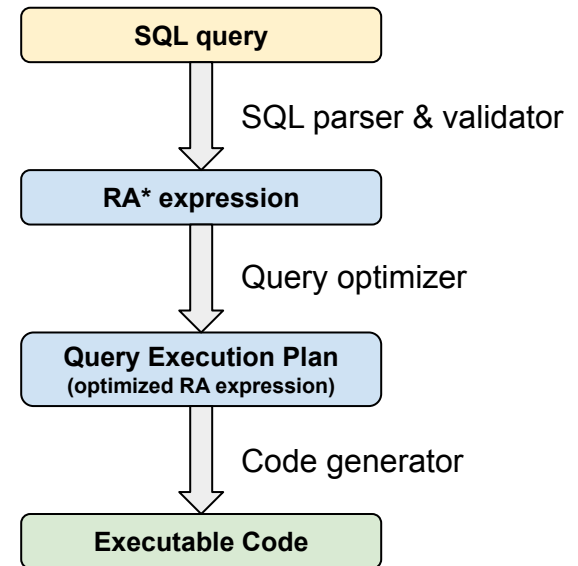 SQL query
SQL parser & validator
RA* expression
Query optimizer
Query Execution Plan
(optimized RA expression)
Code generator
Executable Code